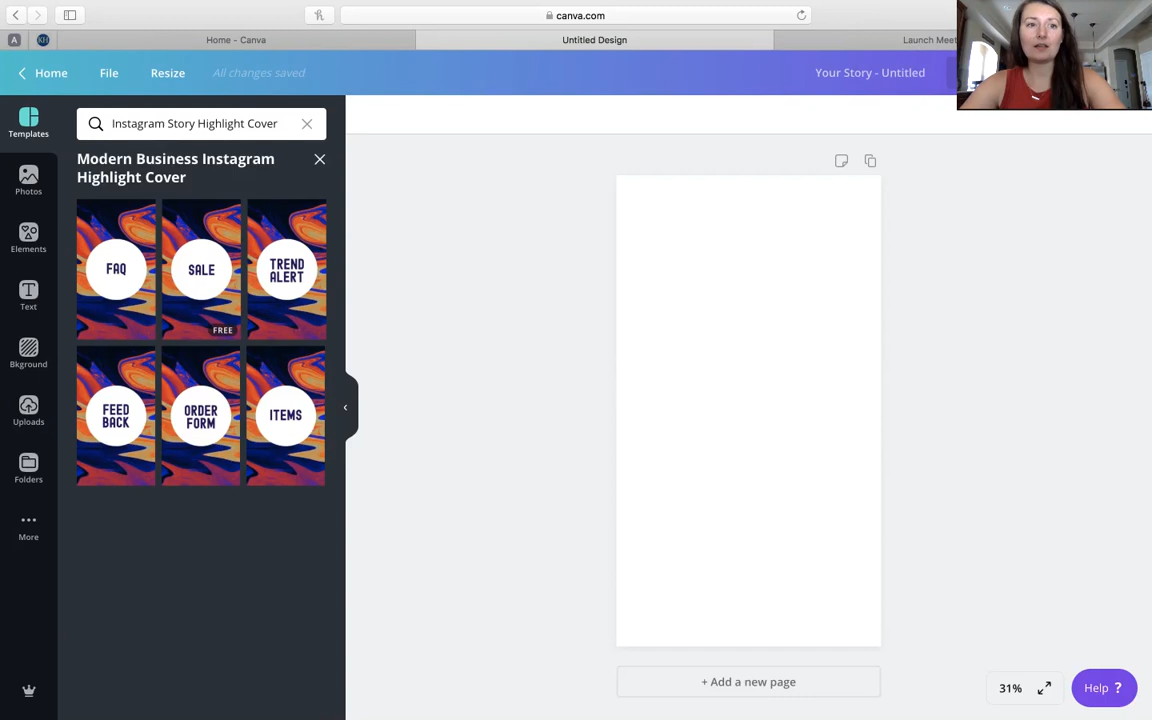 canva.com
A
KH
Home - Canva
Untitled Design
Launch Meet
Home
File
Resize
All changes saved
Your Story - Untitled
Templates
Photos
Elements
Text
Bkground
Uploads
Folders
More
Instagram Story Highlight Cover
Modern Business Instagram
Highlight Cover
FAQ
SALE
TREND
ALERT
FREE
FEED
BACK
ORDER
FORM
ITEMS
+ Add a new page
31%
Help ?